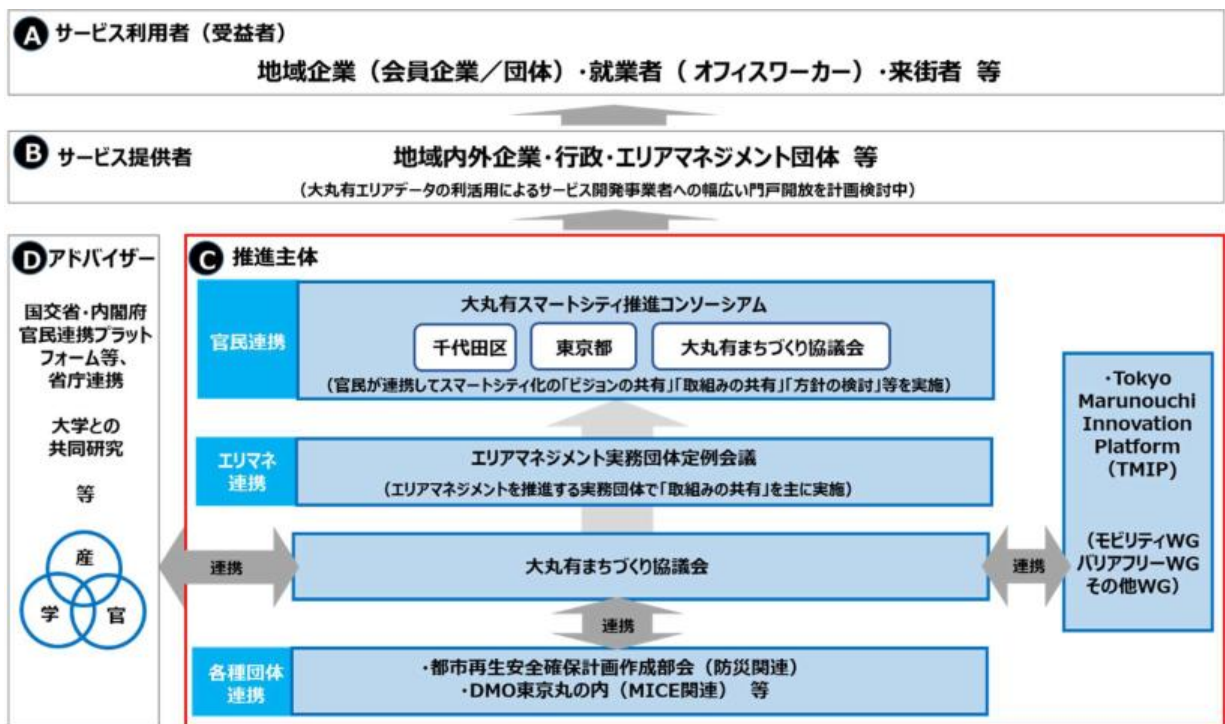 A サービス利用者（受益者）
地域企業（会員企業／団体）・就業者（オフィスワーカー）・来街者 等
B サービス提供者
地域内外企業・行政・エリアマネジメント団体 等
（大丸有エリアデータの利活用によるサービス開発事業者への幅広い門戸開放を計画検討中）
D アドバイザー
国交省・内閣府
官民連携プラット
フォーム等、
省庁連携
大学との
共同研究
等
産
学
官
C 推進主体
官民連携
大丸有スマートシティ推進コンソーシアム
千代田区
東京都
大丸有まちづくり協議会
（官民が連携してスマートシティ化の「ビジョンの共有」「取組みの共有」「方針の検討」等を実施）
エリマネ
連携
エリアマネジメント実務団体定例会議
（エリアマネジメントを推進する実務団体で「取組みの共有」を主に実施）
連携
大丸有まちづくり協議会
連携
連携
各種団体
連携
・都市再生安全確保計画作成部会（防災関連）
・DMO東京丸の内（MICE関連） 等
・Tokyo
Marunouchi
Innovation
Platform
（TMIP）
（モビリティWG
バリアフリーWG
その他WG）